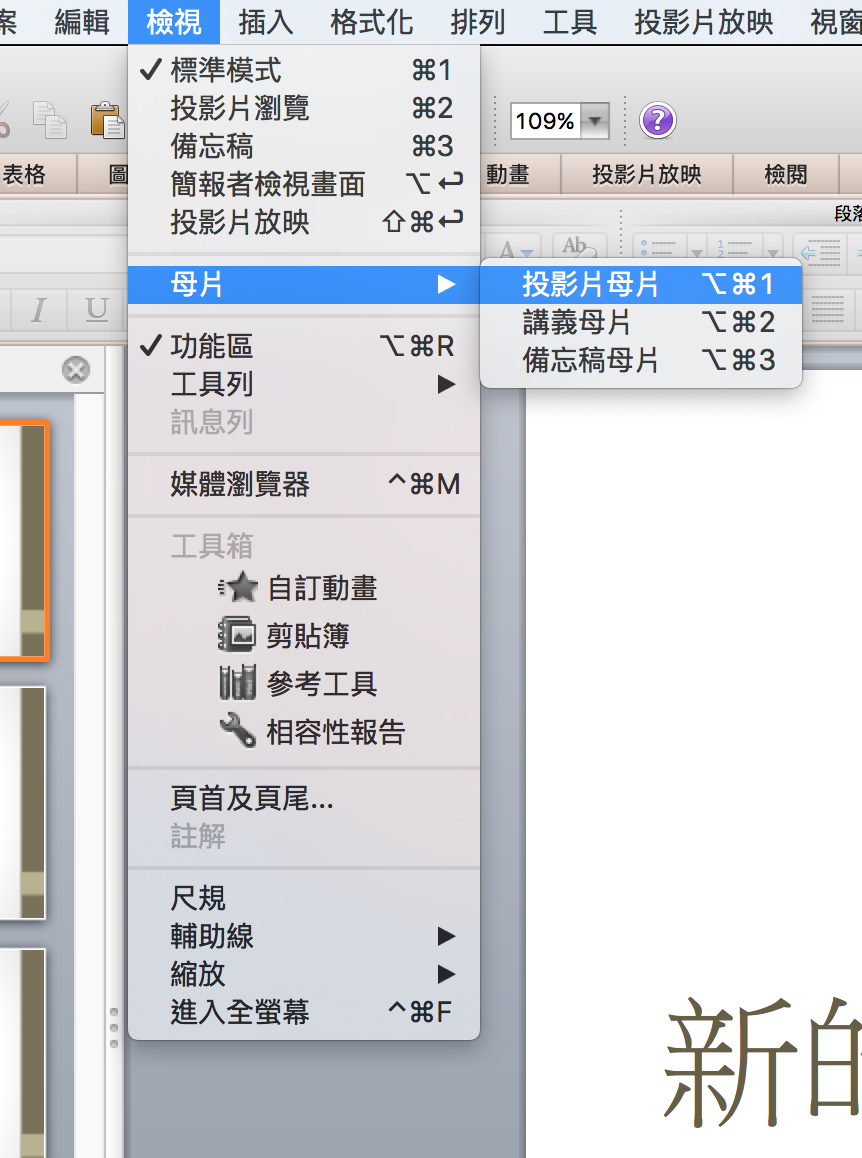 案 編輯 檢視 插入 格式化 排列 工具 投影片放映 視窗
109%
?
表格 圖 動畫 投影片放映 檢閱
段落
A Ab
I U
✓ 標準模式 ⌘1
投影片瀏覽 ⌘2
備忘稿 ⌘3
簡報者檢視畫面 ⌥↩
投影片放映 ⇧⌘↩
母片 ▶
投影片母片 ⌥⌘1
講義母片 ⌥⌘2
備忘稿母片 ⌥⌘3
✓ 功能區 ⌥⌘R
工具列 ▶
訊息列
媒體瀏覽器 ^⌘M
工具箱
自訂動畫
剪貼簿
參考工具
相容性報告
頁首及頁尾...
註解
尺規
輔助線 ▶
縮放 ▶
進入全螢幕 ^⌘F
新的